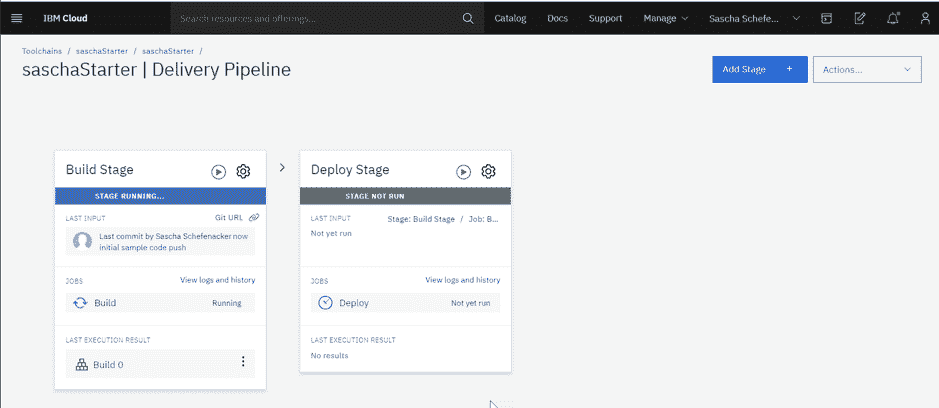 IBM Cloud Search resources and offerings... Catalog Docs Support Manage Sascha Schefe...
Toolchains / saschaStarter / saschaStarter /
saschaStarter | Delivery Pipeline
Add Stage +
Actions...
Build Stage
STAGE RUNNING...
LAST INPUT Git URL
Last commit by Sascha Schefenacker now
initial sample code push
JOBS View logs and history
Build Running
LAST EXECUTION RESULT
Build 0
Deploy Stage
STAGE NOT RUN
LAST INPUT Stage: Build Stage / Job: B...
Not yet run
JOBS View logs and history
Deploy Not yet run
LAST EXECUTION RESULT
No results